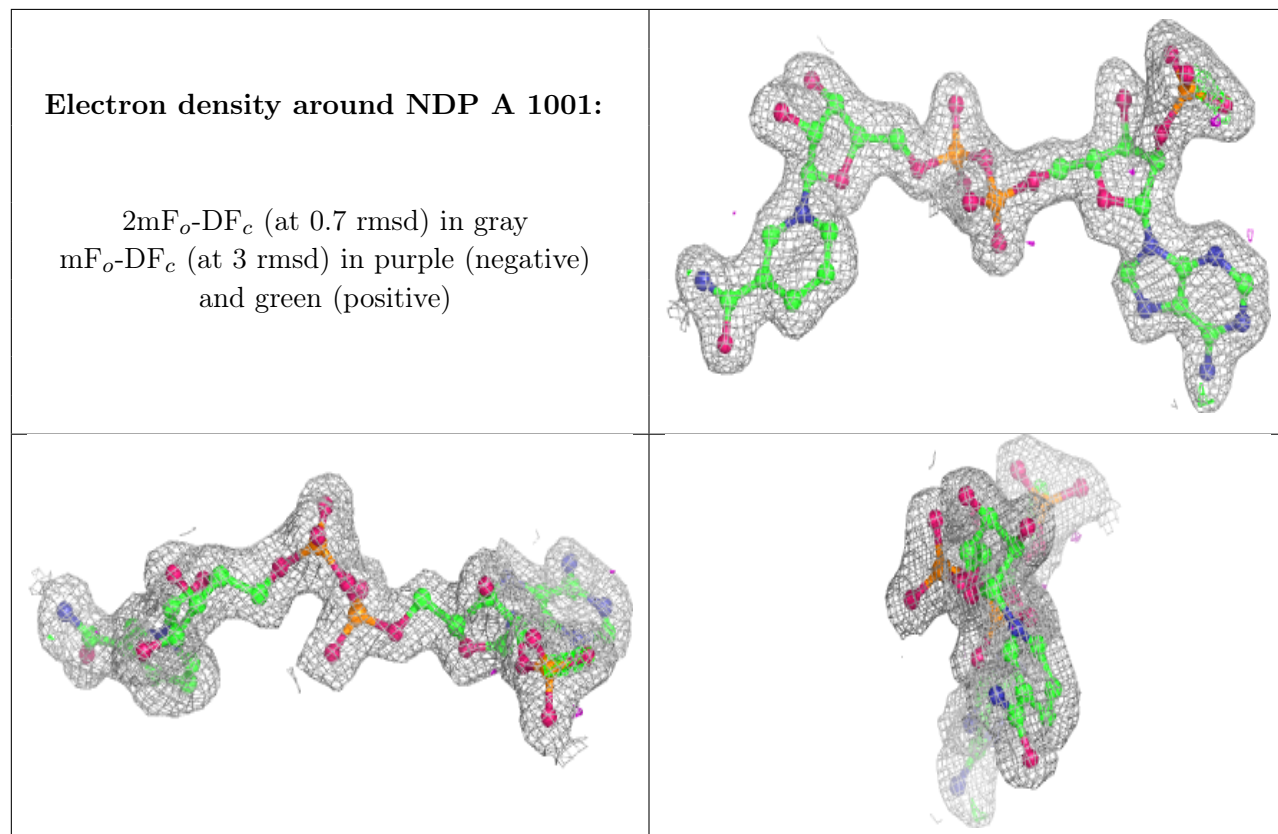 Electron density around NDP A 1001:
2mFₒ-DF𝒸 (at 0.7 rmsd) in gray
mFₒ-DF𝒸 (at 3 rmsd) in purple (negative)
and green (positive)